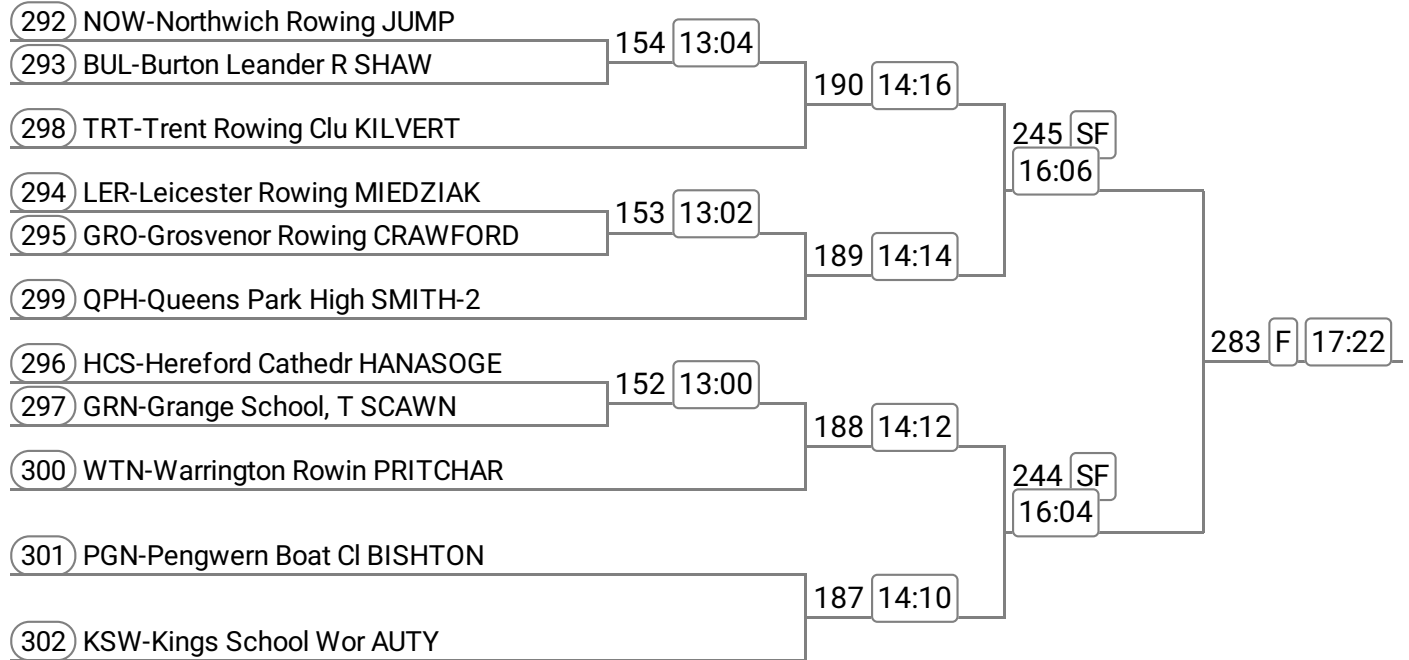 292 NOW-Northwich Rowing JUMP
154 13:04
293 BUL-Burton Leander R SHAW
190 14:16
298 TRT-Trent Rowing Clu KILVERT
245 SF
16:06
294 LER-Leicester Rowing MIEDZIAK
153 13:02
295 GRO-Grosvenor Rowing CRAWFORD
189 14:14
299 QPH-Queens Park High SMITH-2
283 F 17:22
296 HCS-Hereford Cathedr HANASOGE
152 13:00
297 GRN-Grange School, T SCAWN
188 14:12
300 WTN-Warrington Rowin PRITCHAR
244 SF
16:04
301 PGN-Pengwern Boat Cl BISHTON
187 14:10
302 KSW-Kings School Wor AUTY